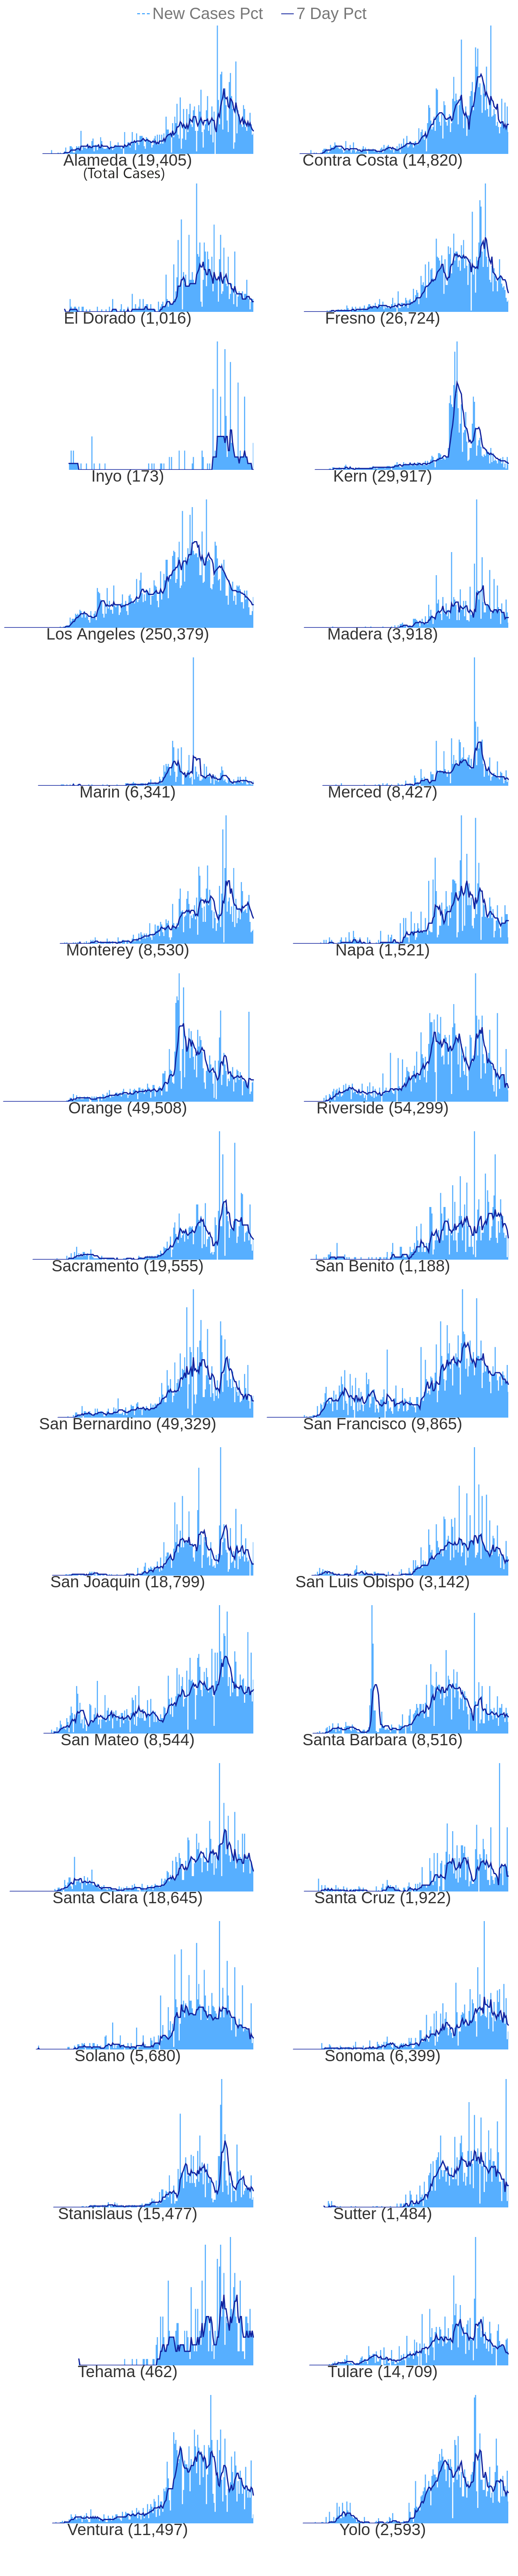 New Cases Pct 7 Day Pct
Alameda (19,405) Contra Costa (14,820)
(Total Cases)
El Dorado (1,016) Fresno (26,724)
Inyo (173) Kern (29,917)
Los Angeles (250,379) Madera (3,918)
Marin (6,341) Merced (8,427)
Monterey (8,530) Napa (1,521)
Orange (49,508) Riverside (54,299)
Sacramento (19,555) San Benito (1,188)
San Bernardino (49,329) San Francisco (9,865)
San Joaquin (18,799) San Luis Obispo (3,142)
San Mateo (8,544) Santa Barbara (8,516)
Santa Clara (18,645) Santa Cruz (1,922)
Solano (5,680) Sonoma (6,399)
Stanislaus (15,477) Sutter (1,484)
Tehama (462) Tulare (14,709)
Ventura (11,497) Yolo (2,593)